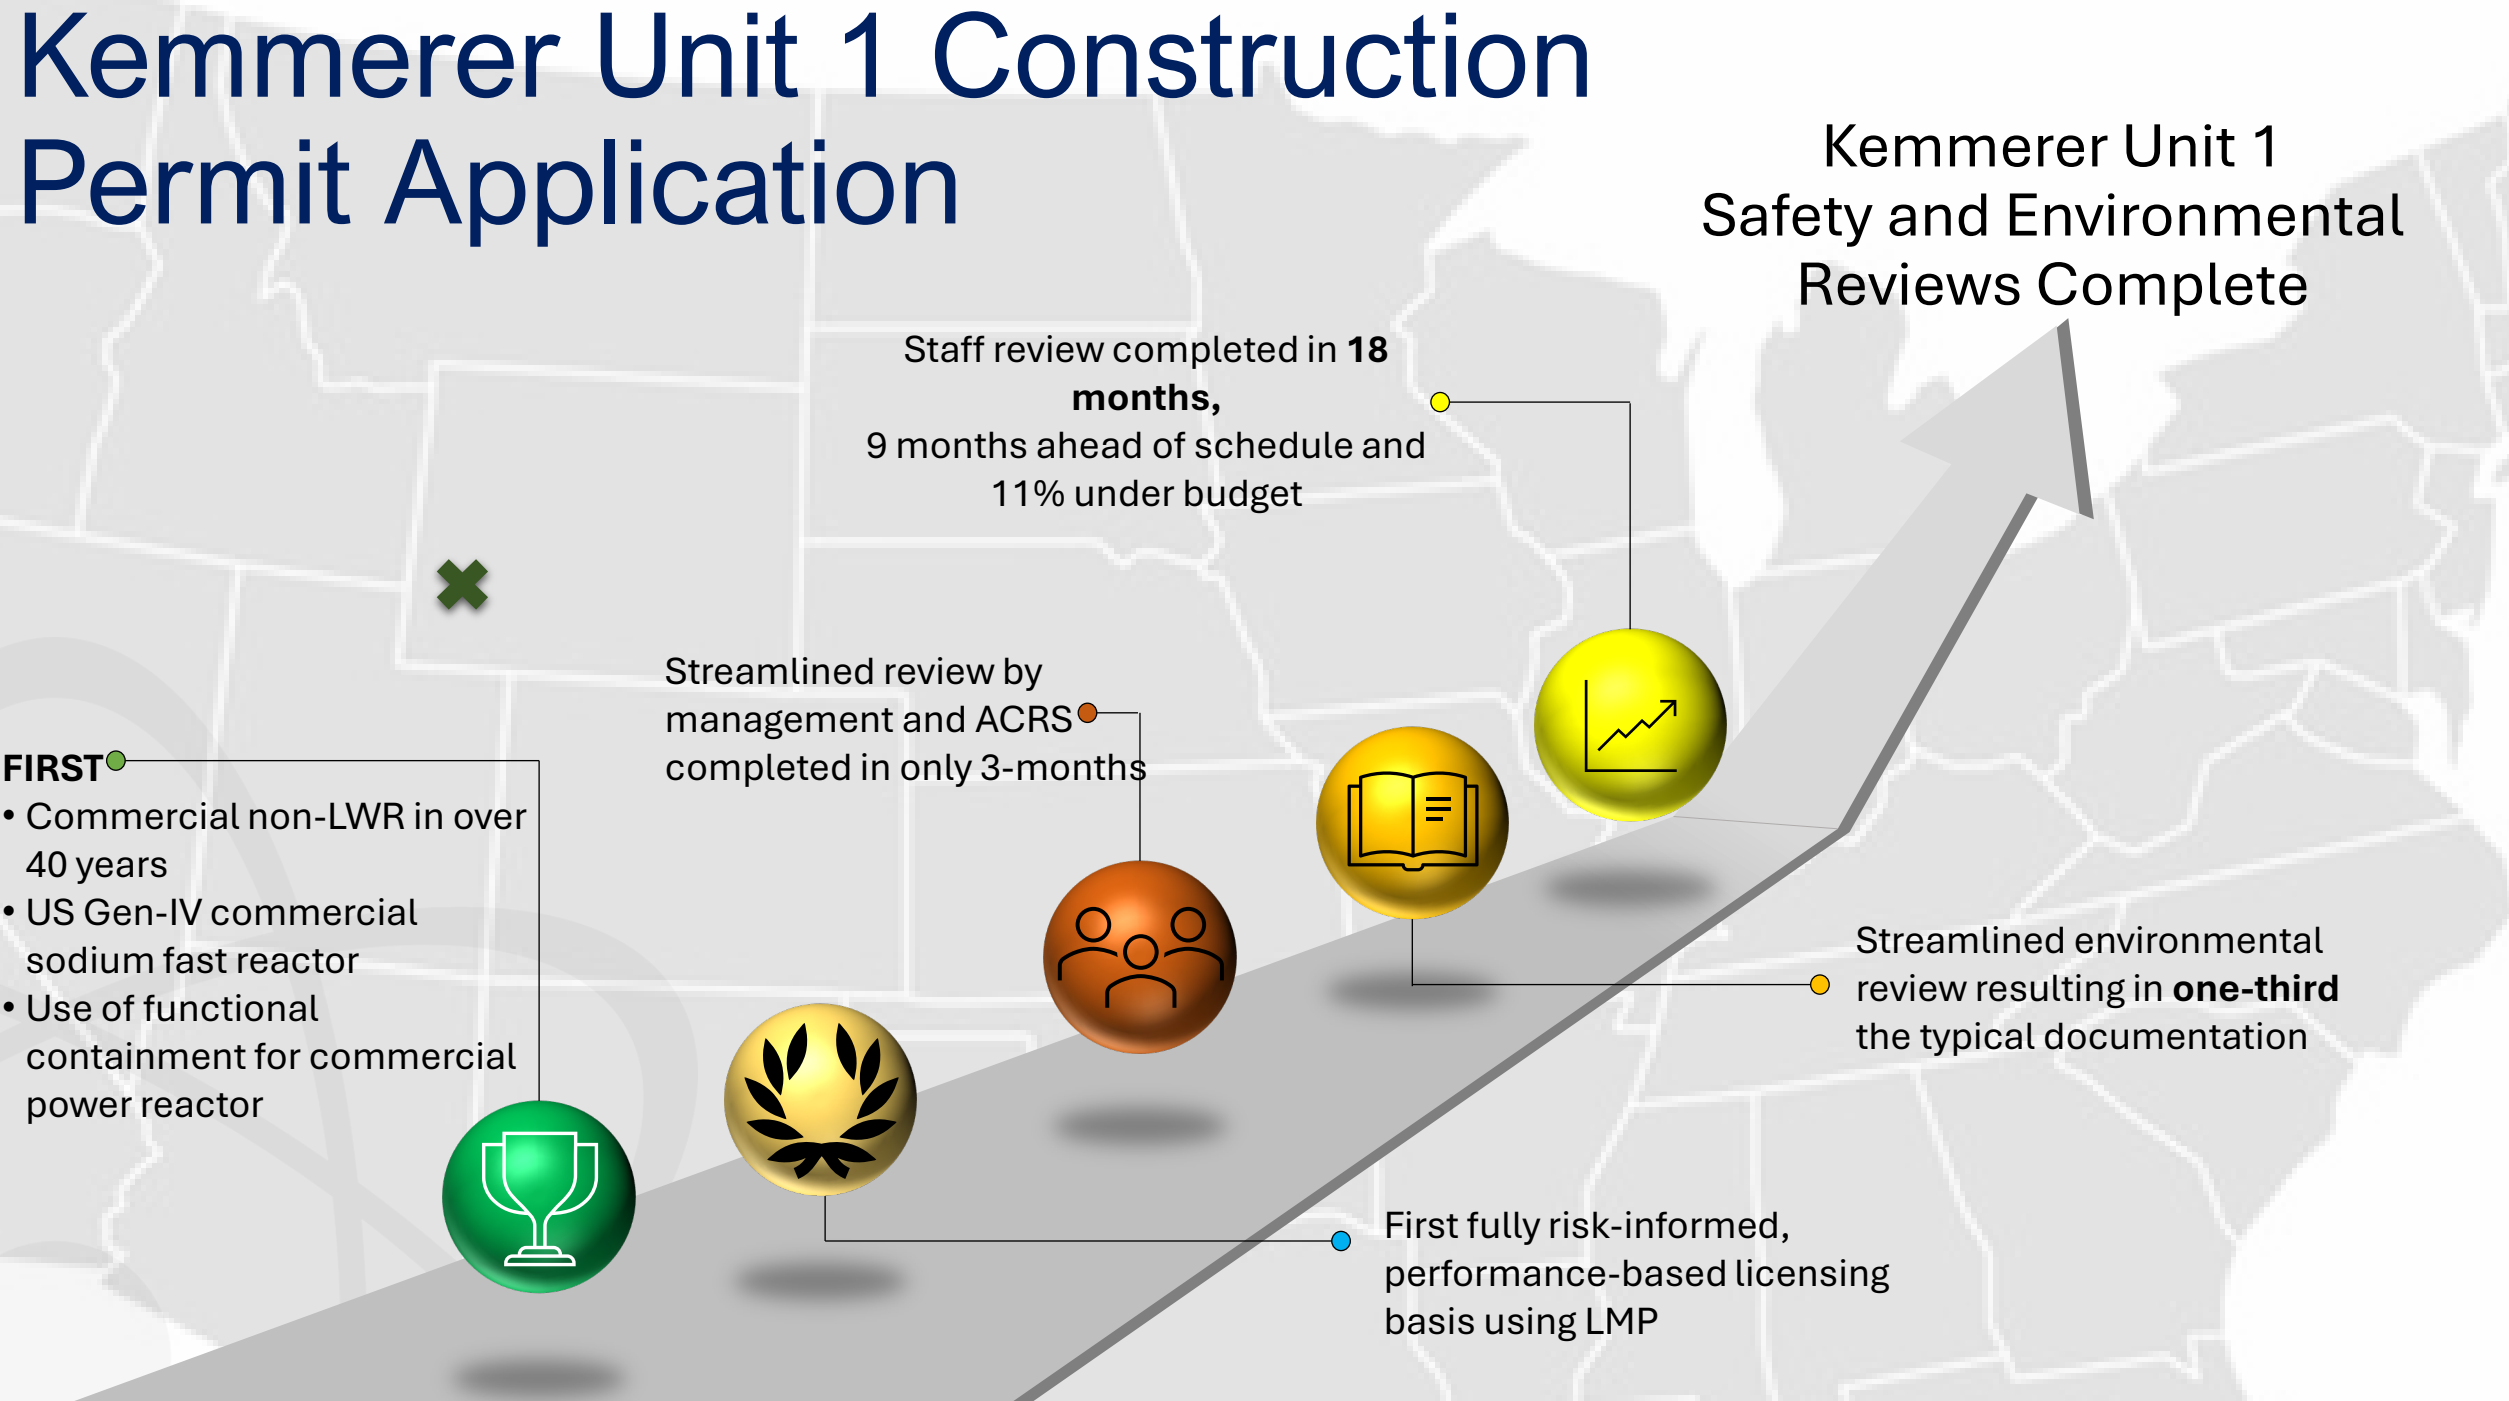 Kemmerer Unit 1 Construction
Permit Application
Kemmerer Unit 1
Safety and Environmental
Reviews Complete
Staff review completed in 18
months,
9 months ahead of schedule and
11% under budget
Streamlined review by
management and ACRS
completed in only 3-months
FIRST
• Commercial non-LWR in over
40 years
• US Gen-IV commercial
sodium fast reactor
• Use of functional
containment for commercial
power reactor
Streamlined environmental
review resulting in one-third
the typical documentation
First fully risk-informed,
performance-based licensing
basis using LMP